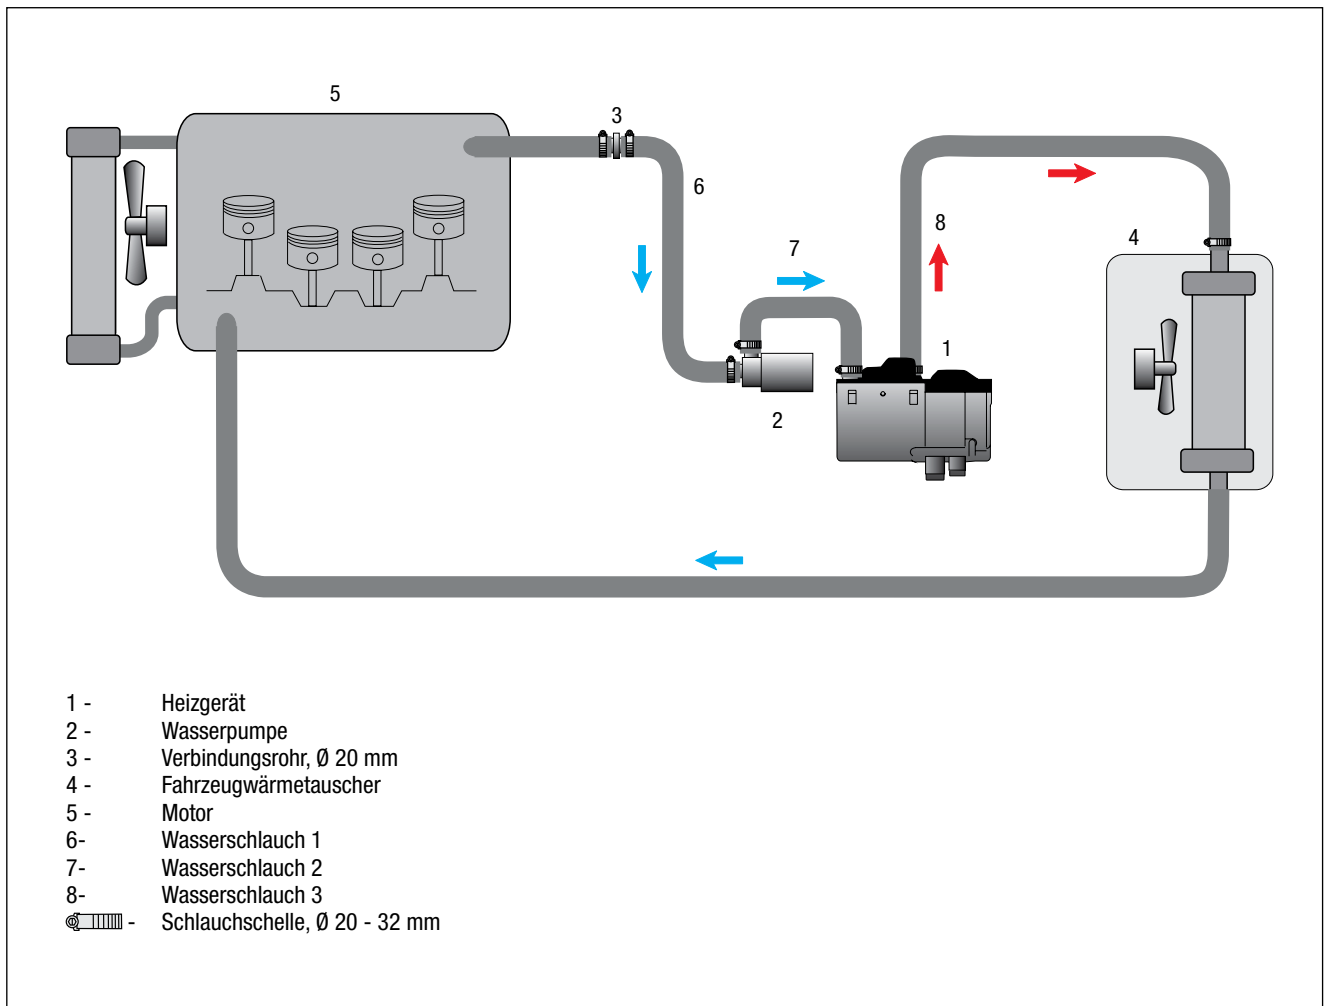 5
3
6
7
8
4
1
2
1 - Heizgerät
2 - Wasserpumpe
3 - Verbindungsrohr, Ø 20 mm
4 - Fahrzeugwärmetauscher
5 - Motor
6- Wasserschlauch 1
7- Wasserschlauch 2
8- Wasserschlauch 3
- Schlauchschelle, Ø 20 - 32 mm